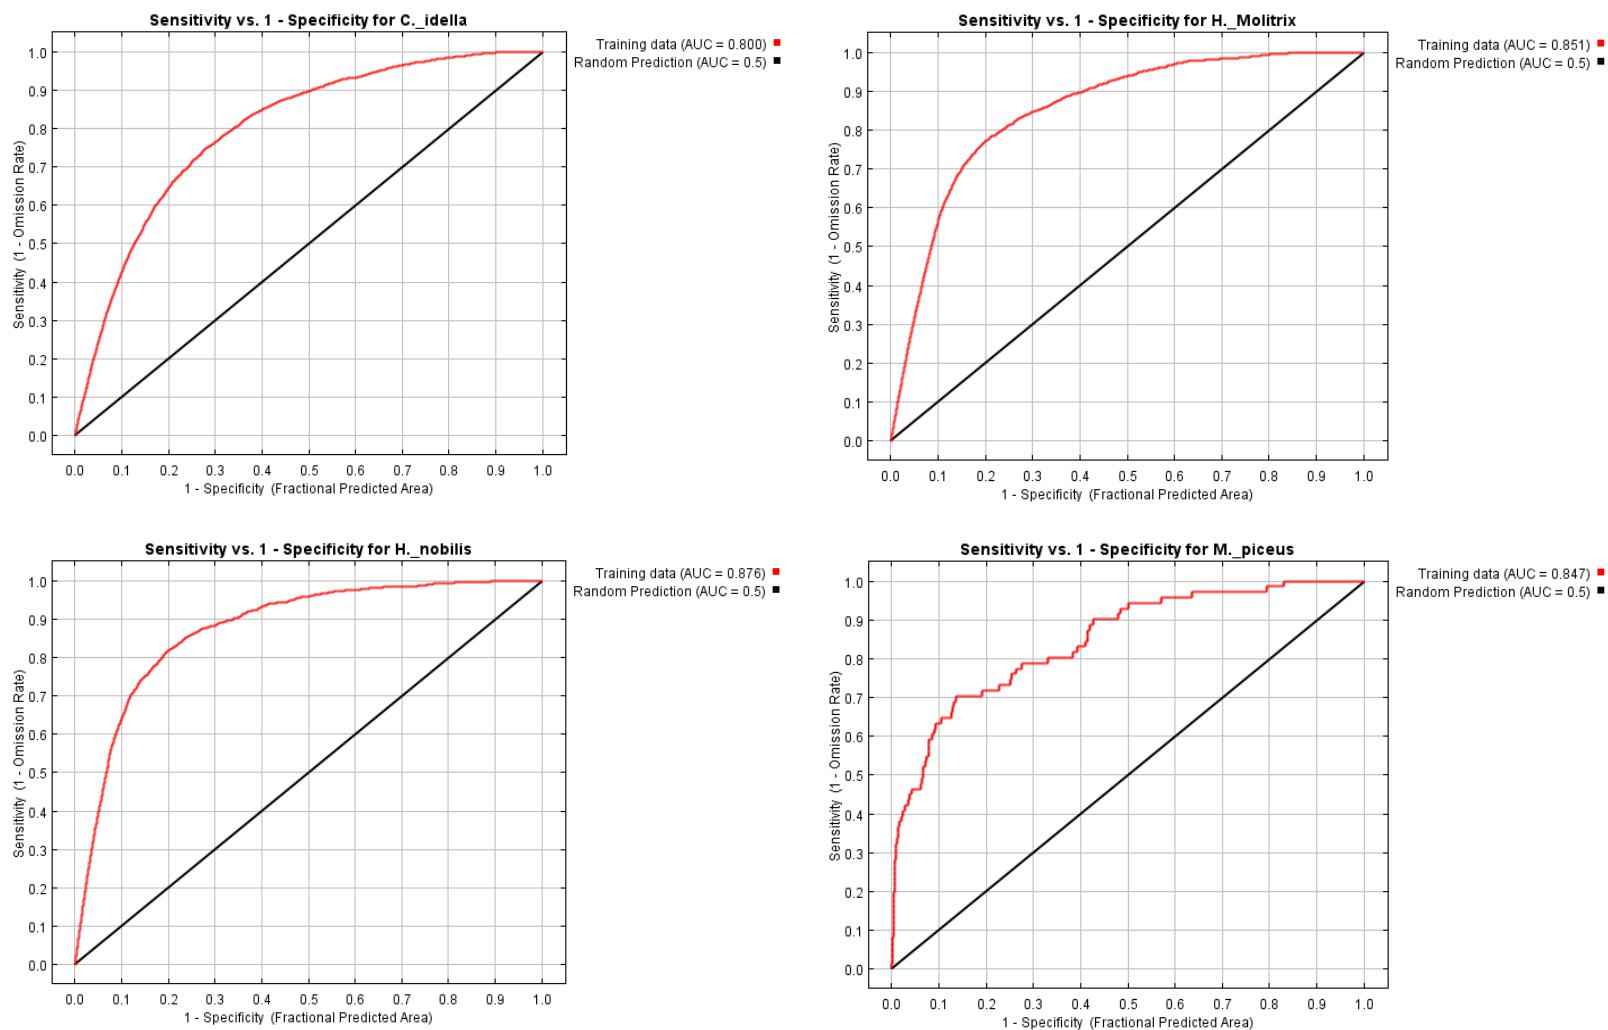 Sensitivity vs. 1 - Specificity for C._idella
Training data (AUC = 0.800)
Random Prediction (AUC = 0.5)
1.0
0.9
0.8
0.7
0.6
0.5
0.4
0.3
0.2
0.1
0.0
Sensitivity (1 - Omission Rate)
0.0 0.1 0.2 0.3 0.4 0.5 0.6 0.7 0.8 0.9 1.0
1 - Specificity (Fractional Predicted Area)
Sensitivity vs. 1 - Specificity for H._Molitrix
Training data (AUC = 0.851)
Random Prediction (AUC = 0.5)
1.0
0.9
0.8
0.7
0.6
0.5
0.4
0.3
0.2
0.1
0.0
Sensitivity (1 - Omission Rate)
0.0 0.1 0.2 0.3 0.4 0.5 0.6 0.7 0.8 0.9 1.0
1 - Specificity (Fractional Predicted Area)
Sensitivity vs. 1 - Specificity for H._nobilis
Training data (AUC = 0.876)
Random Prediction (AUC = 0.5)
1.0
0.9
0.8
0.7
0.6
0.5
0.4
0.3
0.2
0.1
0.0
Sensitivity (1 - Omission Rate)
0.0 0.1 0.2 0.3 0.4 0.5 0.6 0.7 0.8 0.9 1.0
1 - Specificity (Fractional Predicted Area)
Sensitivity vs. 1 - Specificity for M._piceus
Training data (AUC = 0.847)
Random Prediction (AUC = 0.5)
1.0
0.9
0.8
0.7
0.6
0.5
0.4
0.3
0.2
0.1
0.0
Sensitivity (1 - Omission Rate)
0.0 0.1 0.2 0.3 0.4 0.5 0.6 0.7 0.8 0.9 1.0
1 - Specificity (Fractional Predicted Area)